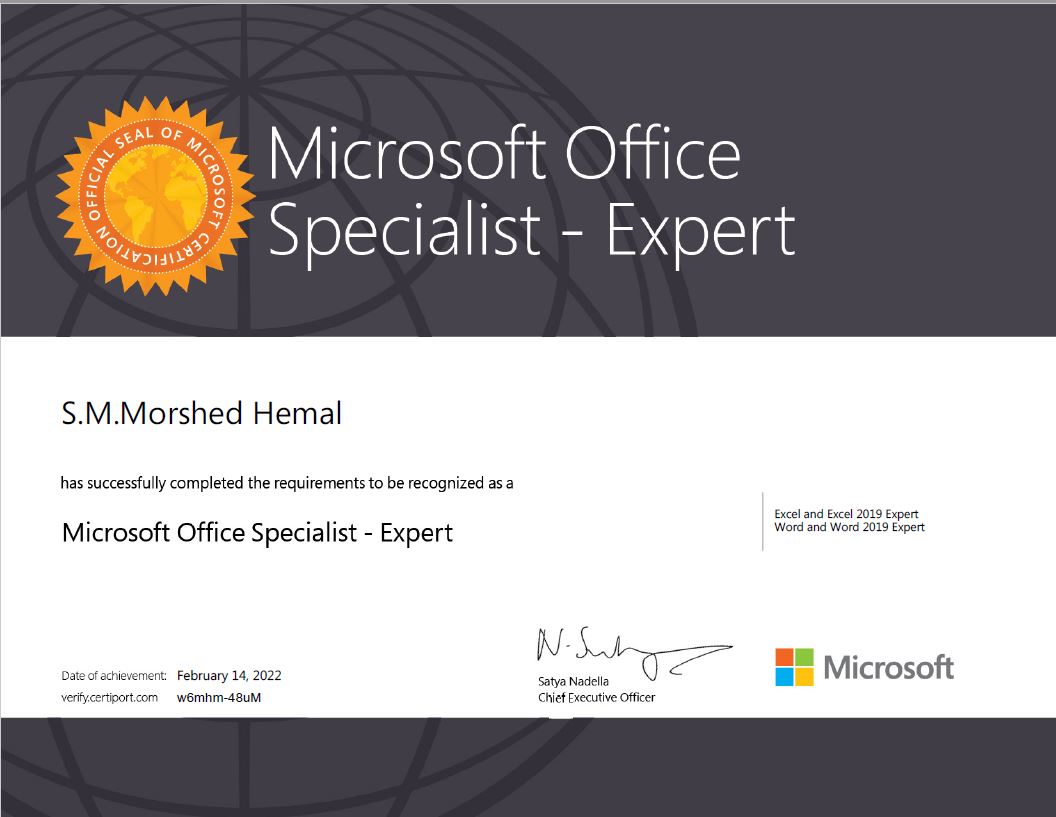 OFFICIAL SEAL OF MICROSOFT CERTIFICATION
Microsoft Office
Specialist - Expert
S.M.Morshed Hemal
has successfully completed the requirements to be recognized as a
Microsoft Office Specialist - Expert
Excel and Excel 2019 Expert
Word and Word 2019 Expert
Date of achievement: February 14, 2022
verify.certiport.com w6mhm-48uM
N. S
Satya Nadella
Chief Executive Officer
Microsoft